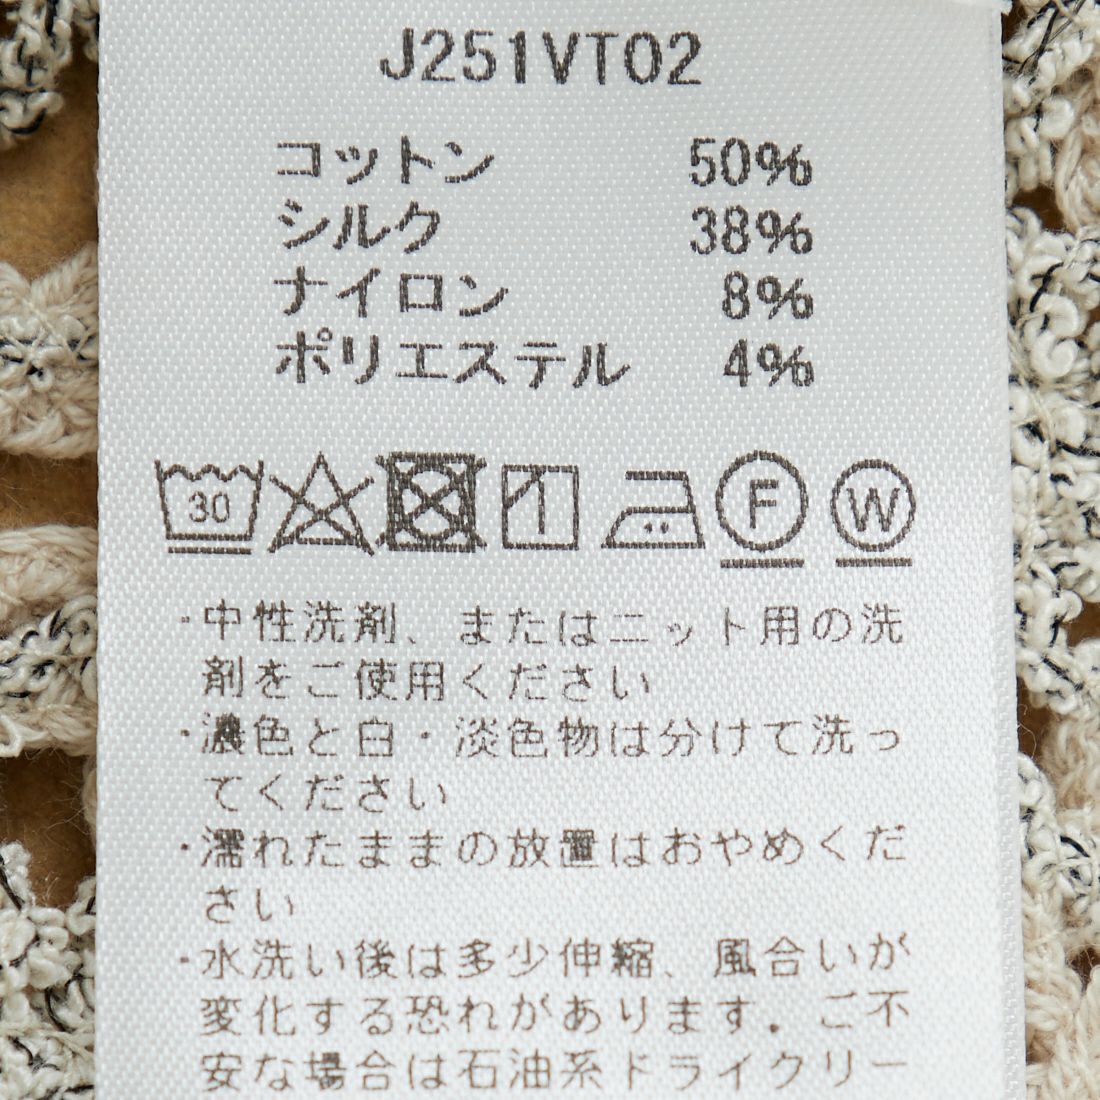 J251VT02
コットン 50%
シルク 38%
ナイロン 8%
ポリエステル 4%
30 F W
・中性洗剤、またはニット用の洗
剤をご使用ください
・濃色と白・淡色物は分けて洗っ
てください
・濡れたままの放置はおやめくだ
さい
・水洗い後は多少伸縮、風合いが
変化する恐れがあります．ご不
安な場合は石油系ドライクリー